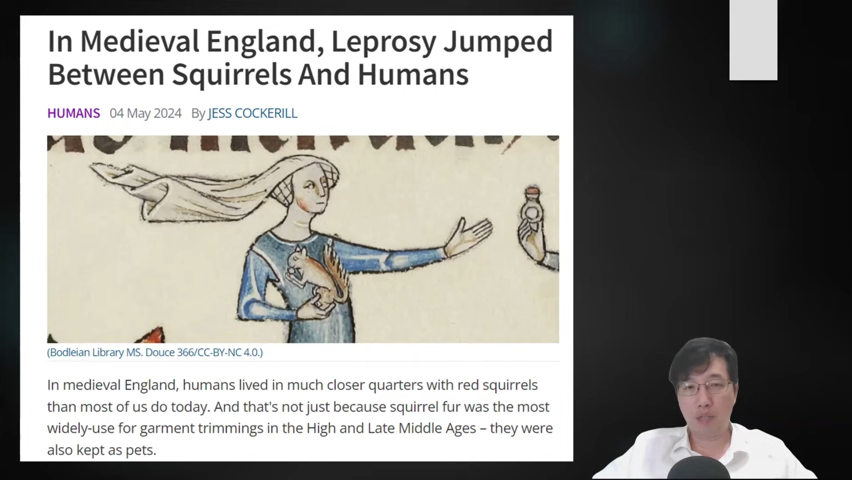 In Medieval England, Leprosy Jumped
Between Squirrels And Humans
HUMANS 04 May 2024 By JESS COCKERILL
(Bodleian Library MS. Douce 366/CC-BY-NC 4.0.)
In medieval England, humans lived in much closer quarters with red squirrels
than most of us do today. And that's not just because squirrel fur was the most
widely-use for garment trimmings in the High and Late Middle Ages – they were
also kept as pets.